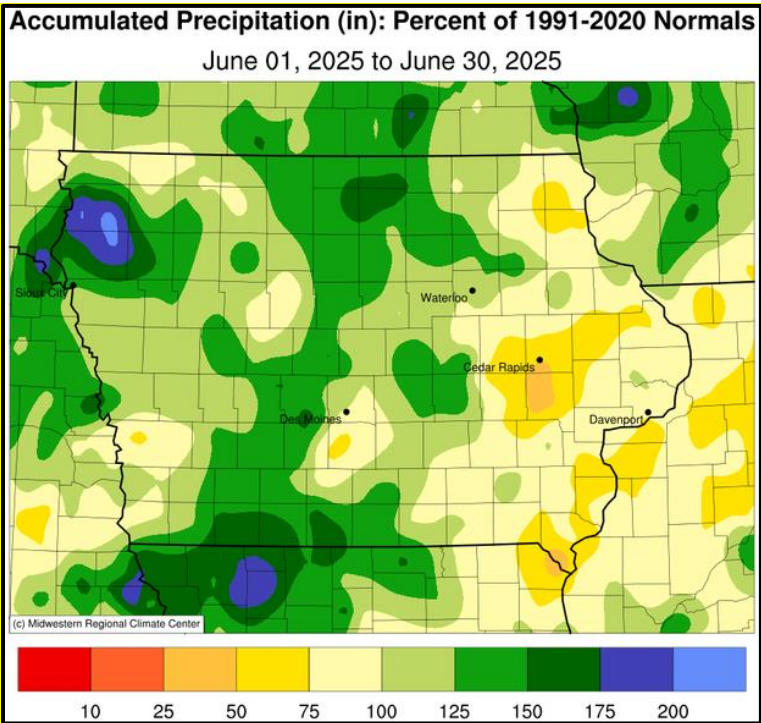 Accumulated Precipitation (in): Percent of 1991-2020 Normals
June 01, 2025 to June 30, 2025
Sioux City
Waterloo
Cedar Rapids
Des Moines
Davenport
(c) Midwestern Regional Climate Center
10 25 50 75 100 125 150 175 200